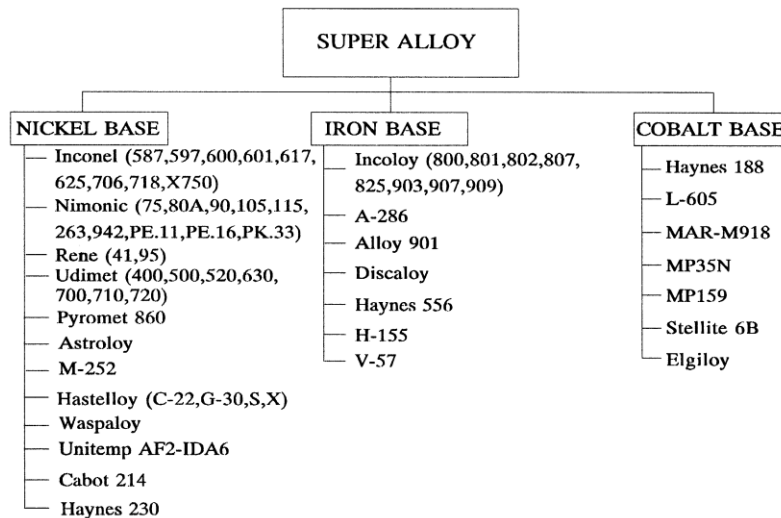 SUPER ALLOY
NICKEL BASE
Inconel (587,597,600,601,617,
625,706,718,X750)
Nimonic (75,80A,90,105,115,
263,942,PE.11,PE.16,PK.33)
Rene (41,95)
Udimet (400,500,520,630,
700,710,720)
Pyromet 860
Astroloy
M-252
Hastelloy (C-22,G-30,S,X)
Waspaloy
Unitemp AF2-IDA6
Cabot 214
Haynes 230
IRON BASE
Incoloy (800,801,802,807,
825,903,907,909)
A-286
Alloy 901
Discaloy
Haynes 556
H-155
V-57
COBALT BASE
Haynes 188
L-605
MAR-M918
MP35N
MP159
Stellite 6B
Elgiloy